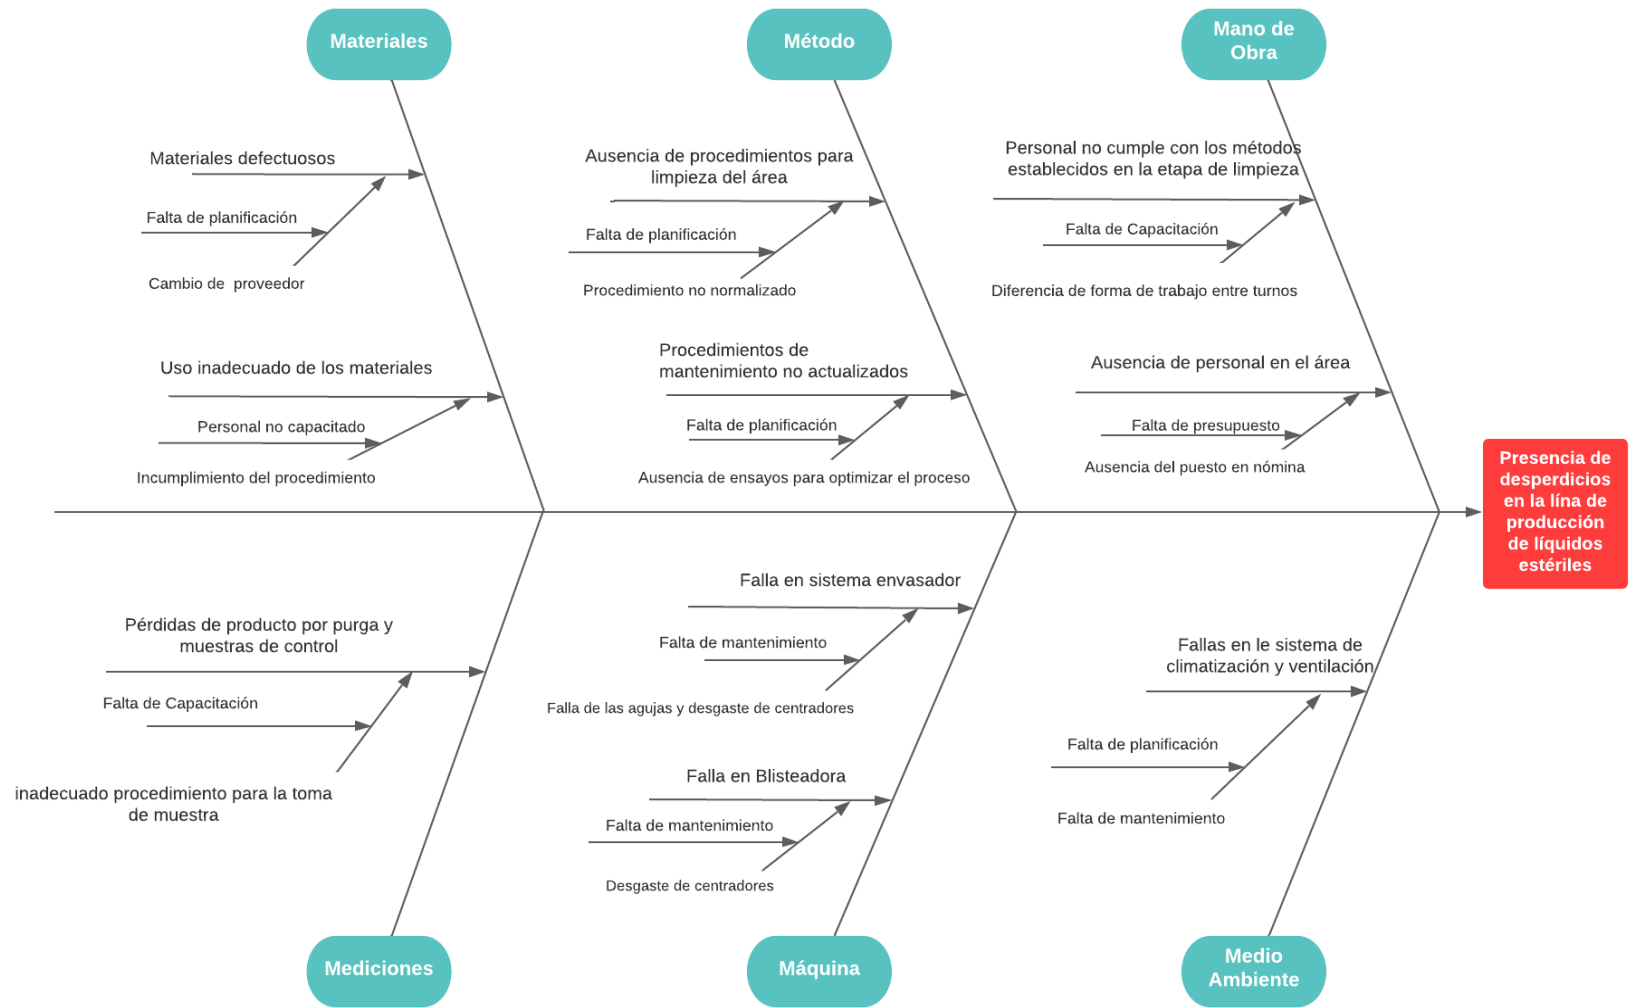 Materiales
Método
Mano de
Obra
Materiales defectuosos
Falta de planificación
Cambio de  proveedor
Uso inadecuado de los materiales
Personal no capacitado
Incumplimiento del procedimiento
Ausencia de procedimientos para
limpieza del área
Falta de planificación
Procedimiento no normalizado
Procedimientos de
mantenimiento no actualizados
Falta de planificación
Ausencia de ensayos para optimizar el proceso
Personal no cumple con los métodos
establecidos en la etapa de limpieza
Falta de Capacitación
Diferencia de forma de trabajo entre turnos
Ausencia de personal en el área
Falta de presupuesto
Ausencia del puesto en nómina
Presencia de
desperdicios
en la lína de
producción
de líquidos
estériles
Pérdidas de producto por purga y
muestras de control
Falta de Capacitación
inadecuado procedimiento para la toma
de muestra
Falla en sistema envasador
Falta de mantenimiento
Falla de las agujas y desgaste de centradores
Falla en Blisteadora
Falta de mantenimiento
Desgaste de centradores
Fallas en le sistema de
climatización y ventilación
Falta de planificación
Falta de mantenimiento
Mediciones
Máquina
Medio
Ambiente